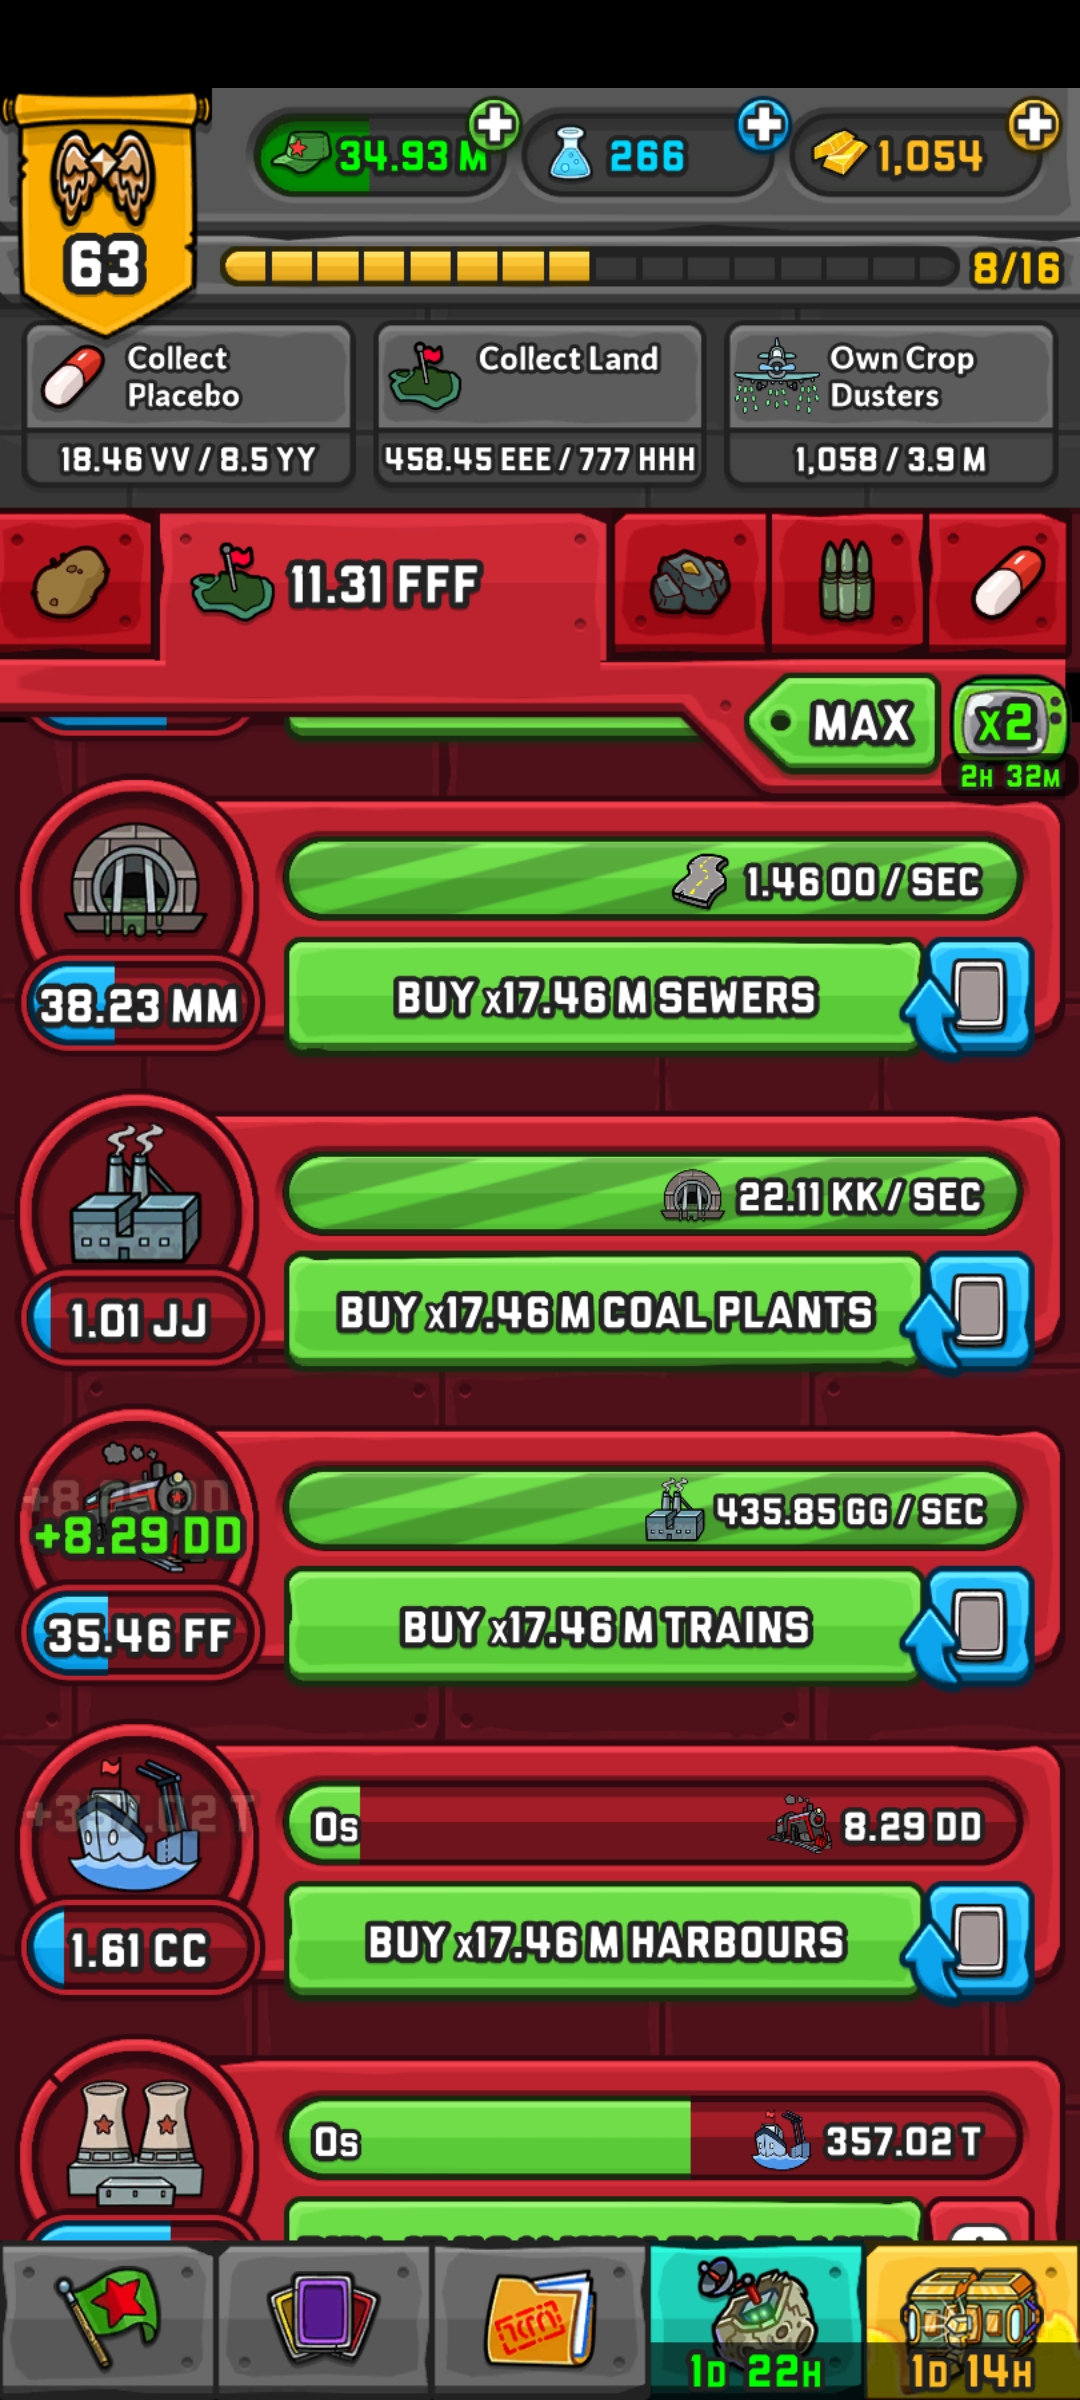 34.93 M
266
1,054
63
8/16
Collect
Placebo
18.46 VV / 8.5 YY
Collect Land
458.45 EEE / 777 HHH
Own Crop
Dusters
1,058 / 3.9 M
11.31 FFF
MAX
x2
2H 32M
1.46 OO / SEC
38.23 MM
BUY x17.46 M SEWERS
22.11 KK / SEC
1.01 JJ
BUY x17.46 M COAL PLANTS
+8.29 DD
435.85 GG / SEC
35.46 FF
BUY x17.46 M TRAINS
+357.02 T
0s
8.29 DD
1.61 CC
BUY x17.46 M HARBOURS
0s
357.02 T
1D 22H
1D 14H